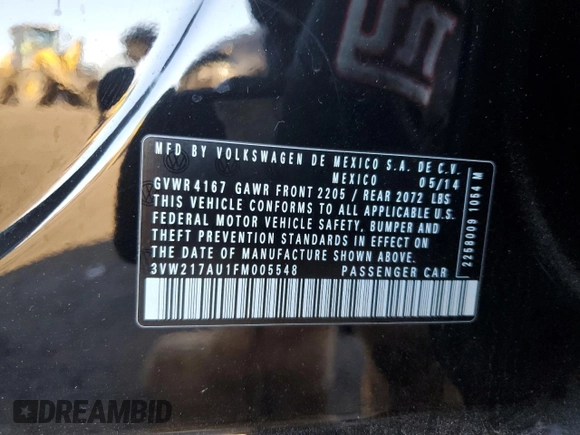 MFD BY VOLKSWAGEN DE MEXICO S.A. DE C.V.
MEXICO 05/14
GVWR 4167 GAWR FRONT 2205 / REAR 2072 LBS
THIS VEHICLE CONFORMS TO ALL APPLICABLE U.S.
FEDERAL MOTOR VEHICLE SAFETY, BUMPER AND
THEFT PREVENTION STANDARDS IN EFFECT ON
THE DATE OF MANUFACTURE SHOWN ABOVE
3VW217AU1FM005548 PASSENGER CAR
2258009 1054 M
DREAMBID